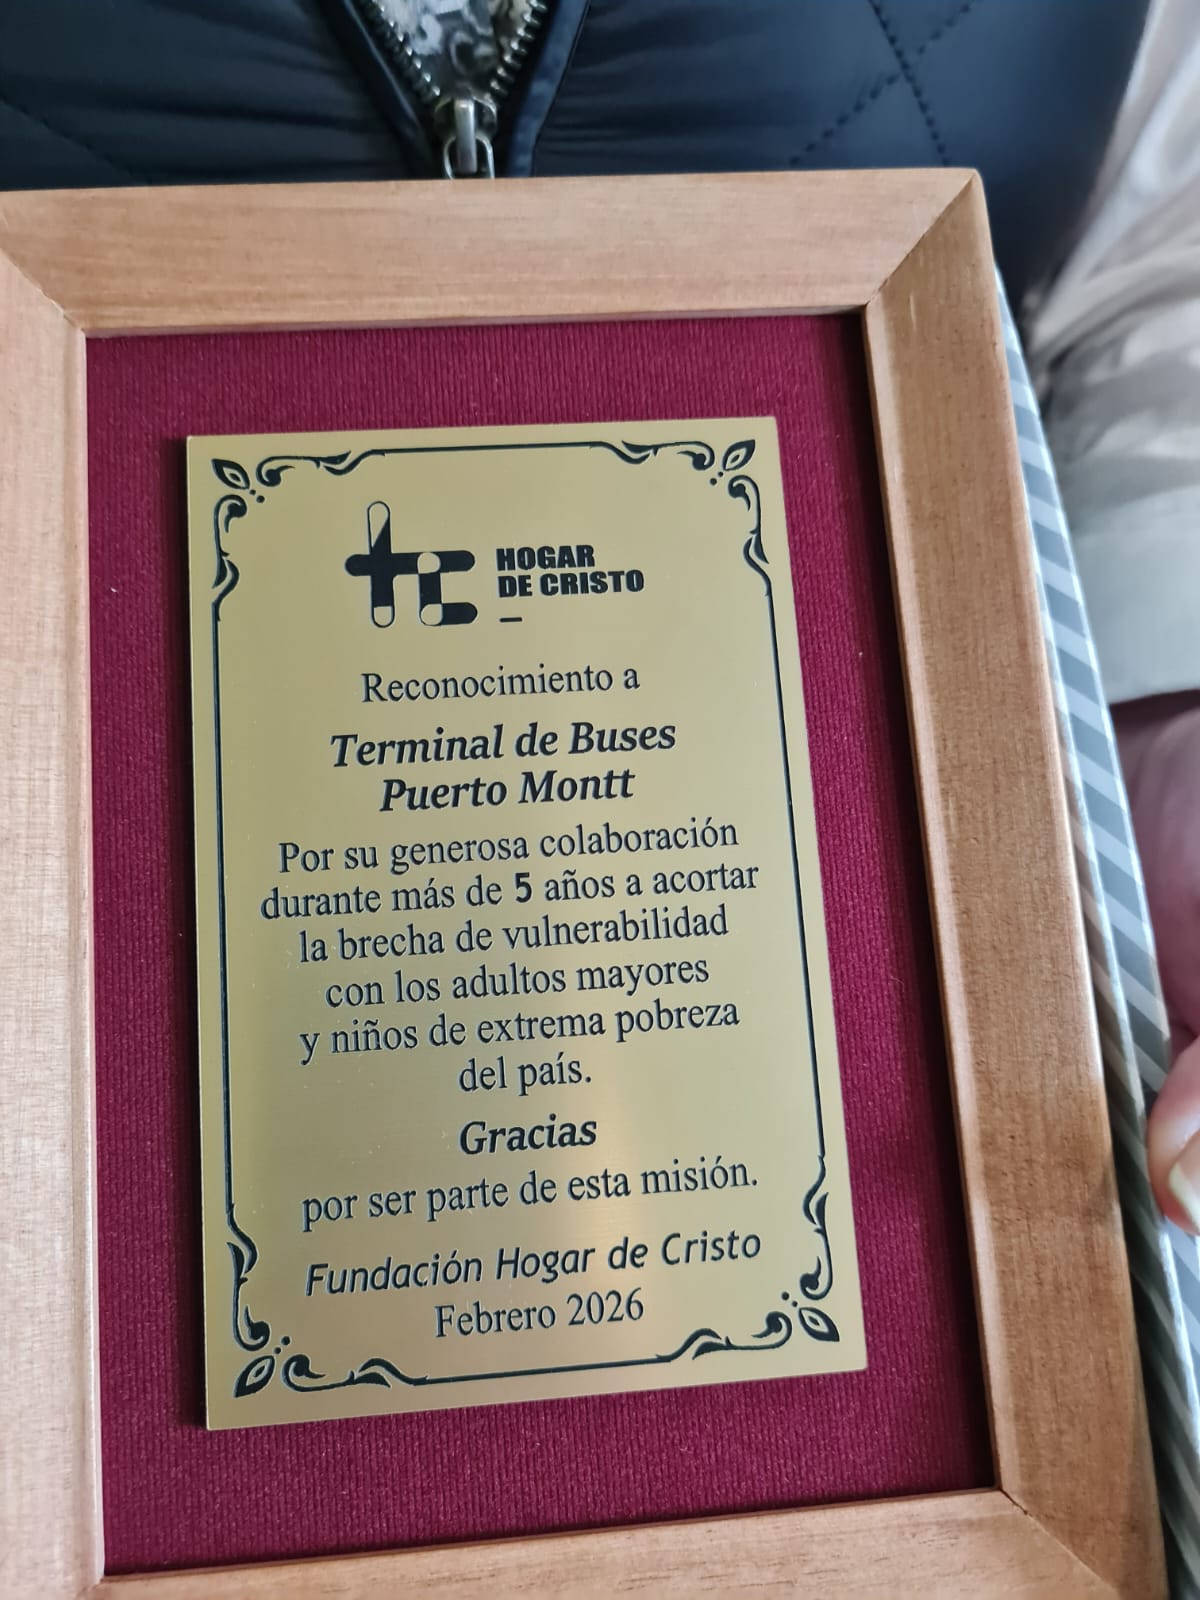 HOGAR
DE CRISTO
Reconocimiento a
Terminal de Buses
Puerto Montt
Por su generosa colaboración
durante más de 5 años a acortar
la brecha de vulnerabilidad
con los adultos mayores
y niños de extrema pobreza
del país.
Gracias
por ser parte de esta misión.
Fundación Hogar de Cristo
Febrero 2026